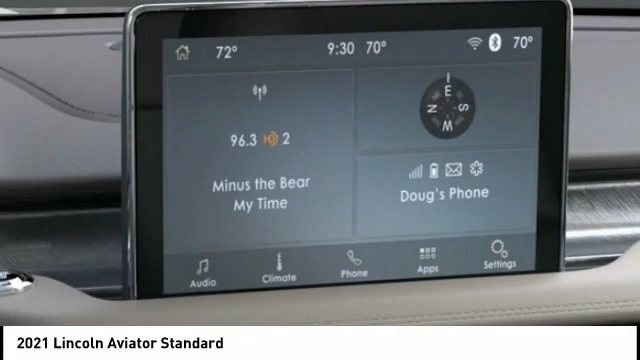 72° 9:30 70° 70°
96.3 HD 2
Minus the Bear
My Time
E
N S
W
Doug's Phone
Audio Climate Phone Apps Settings
2021 Lincoln Aviator Standard